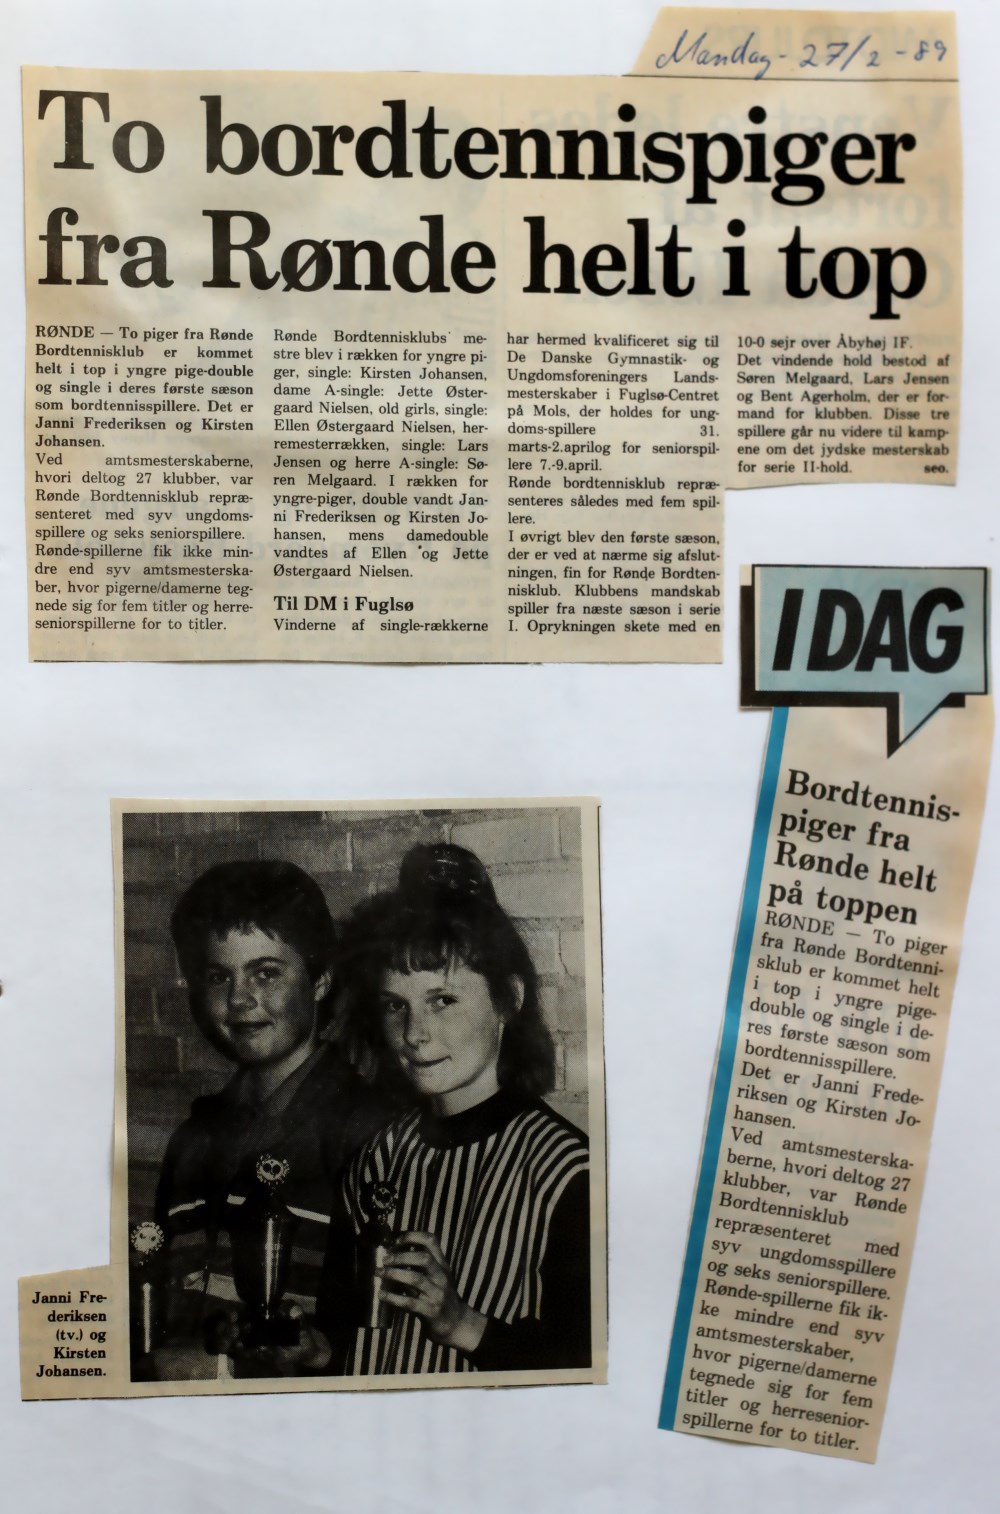 Mandag - 27/2 - 89
To bordtennispiger
fra Rønde helt i top
RØNDE — To piger fra Rønde
Bordtennisklub er kommet
helt i top i yngre pige-double
og single i deres første sæson
som bordtennisspillere. Det er
Janni Frederiksen og Kirsten
Johansen.
Ved amtsmesterskaberne,
hvori deltog 27 klubber, var
Rønde Bordtennisklub repræ-
senteret med syv ungdoms-
spillere og seks seniorspillere.
Rønde-spillerne fik ikke min-
dre end syv amtsmesterska-
ber, hvor pigerne/damerne teg-
nede sig for fem titler og herre-
seniorspillerne for to titler.
Rønde Bordtennisklubs me-
stre blev i rækken for yngre pi-
ger, single: Kirsten Johansen,
dame A-single: Jette Øster-
gaard Nielsen, old girls, single:
Ellen Østergaard Nielsen, her-
remesterrækken, single: Lars
Jensen og herre A-single: Sø-
ren Melgaard. I rækken for
yngre-piger, double vandt Jan-
ni Frederiksen og Kirsten Jo-
hansen, mens damedouble
vandtes af Ellen og Jette
Østergaard Nielsen.
Til DM i Fuglsø
Vinderne af single-rækkerne
har hermed kvalificeret sig til
De Danske Gymnastik- og
Ungdomsforeningers Lands-
mesterskaber i Fuglsø-Centret
på Mols, der holdes for ung-
doms-spillere 31.
marts-2.aprilog for seniorspil-
lere 7.-9.april.
Rønde bordtennisklub repræ-
senteres således med fem spil-
lere.
I øvrigt blev den første sæson,
der er ved at nærme sig afslut-
ningen, fin for Rønde Bordten-
nisklub. Klubbens mandskab
spiller fra næste sæson i serie
I. Oprykningen skete med en
10-0 sejr over Åbyhøj IF.
Det vindende hold bestod af
Søren Melgaard, Lars Jensen
og Bent Agerholm, der er for-
mand for klubben. Disse tre
spillere går nu videre til kamp-
ene om det jydske mesterskab
for serie II-hold. seo.
I DAG
Bordtennis-
piger fra
Rønde helt
på toppen
RØNDE — To piger
fra Rønde Bordtenni-
sklub er kommet helt
i top i yngre pige-
double og single i de-
res første sæson som
bordtennisspillere.
Det er Janni Frede-
riksen og Kirsten Jo-
hansen.
Ved amtsmesterska-
berne, hvori deltog 27
klubber, var Rønde
Bordtennisklub
repræsenteret med
syv ungdomsspillere
og seks seniorspillere.
Rønde-spillerne fik ik-
ke mindre end syv
amtsmesterskaber,
hvor pigerne/damerne
tegnede sig for fem
titler og herresenior-
spillerne for to titler.
Janni Fre-
deriksen
(tv.) og
Kirsten
Johansen.